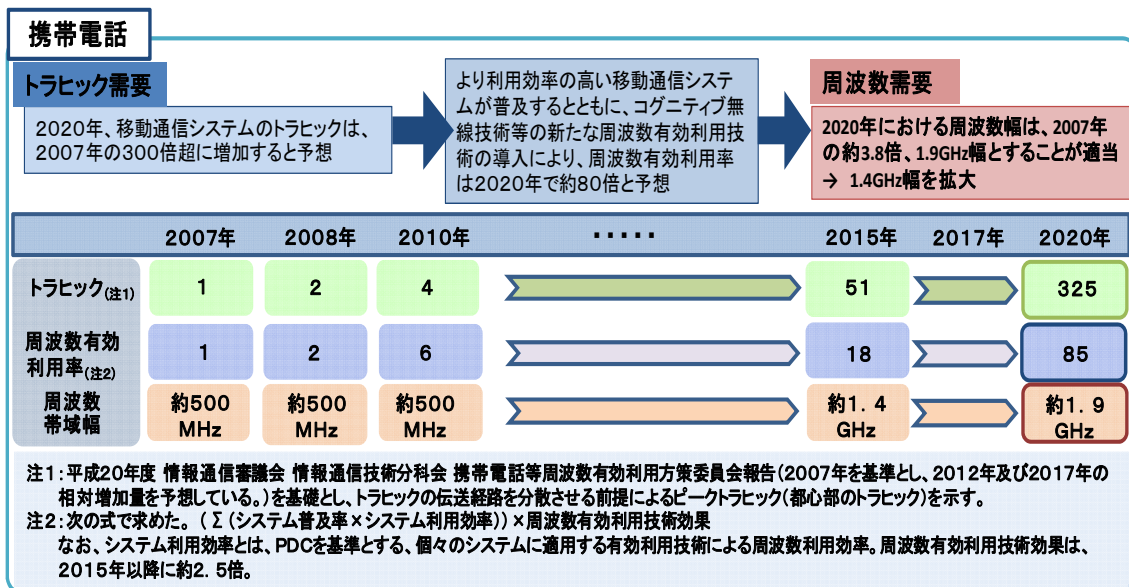 携帯電話
トラヒック需要
2020年、移動通信システムのトラヒックは、
2007年の300倍超に増加すると予想
より利用効率の高い移動通信システ
ムが普及するとともに、コグニティブ無
線技術等の新たな周波数有効利用技
術の導入により、周波数有効利用率
は2020年で約80倍と予想
周波数需要
2020年における周波数幅は、2007年
の約3.8倍、1.9GHz幅とすることが適当
→ 1.4GHz幅を拡大
2007年 2008年 2010年 ‥‥‥ 2015年 2017年 2020年
トラヒック(注1) 1 2 4 51 325
周波数有効
利用率(注2) 1 2 6 18 85
周波数
帯域幅
約500
MHz
約500
MHz
約500
MHz
約1.4
GHz
約1.9
GHz
注1:平成20年度 情報通信審議会 情報通信技術分科会 携帯電話等周波数有効利用方策委員会報告(2007年を基準とし、2012年及び2017年の
相対増加量を予想している。)を基礎とし、トラヒックの伝送経路を分散させる前提によるピークトラヒック(都心部のトラヒック)を示す。
注2:次の式で求めた。 (Σ(システム普及率×システム利用効率))×周波数有効利用技術効果
なお、システム利用効率とは、PDCを基準とする、個々のシステムに適用する有効利用技術による周波数利用効率。周波数有効利用技術効果は、
2015年以降に約2.5倍。